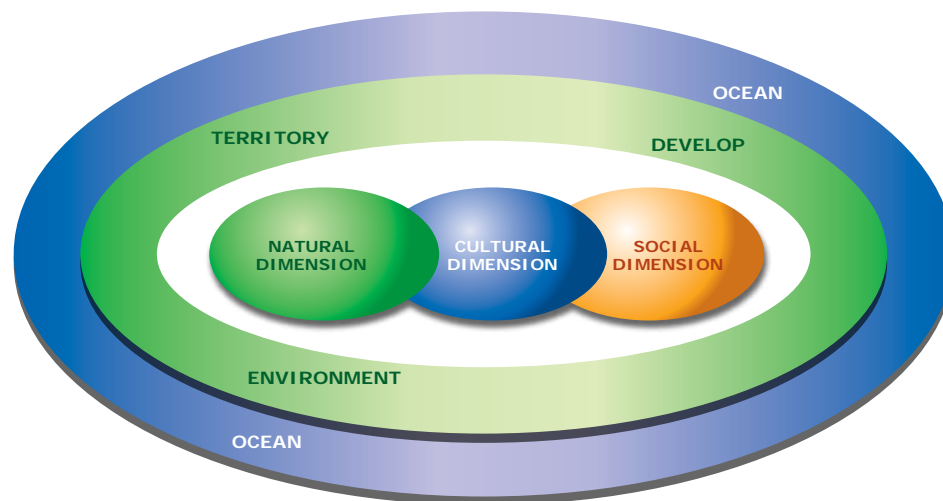 OCEAN
TERRITORY
DEVELOP
NATURAL
DIMENSION
CULTURAL
DIMENSION
SOCIAL
DIMENSION
ENVIRONMENT
OCEAN